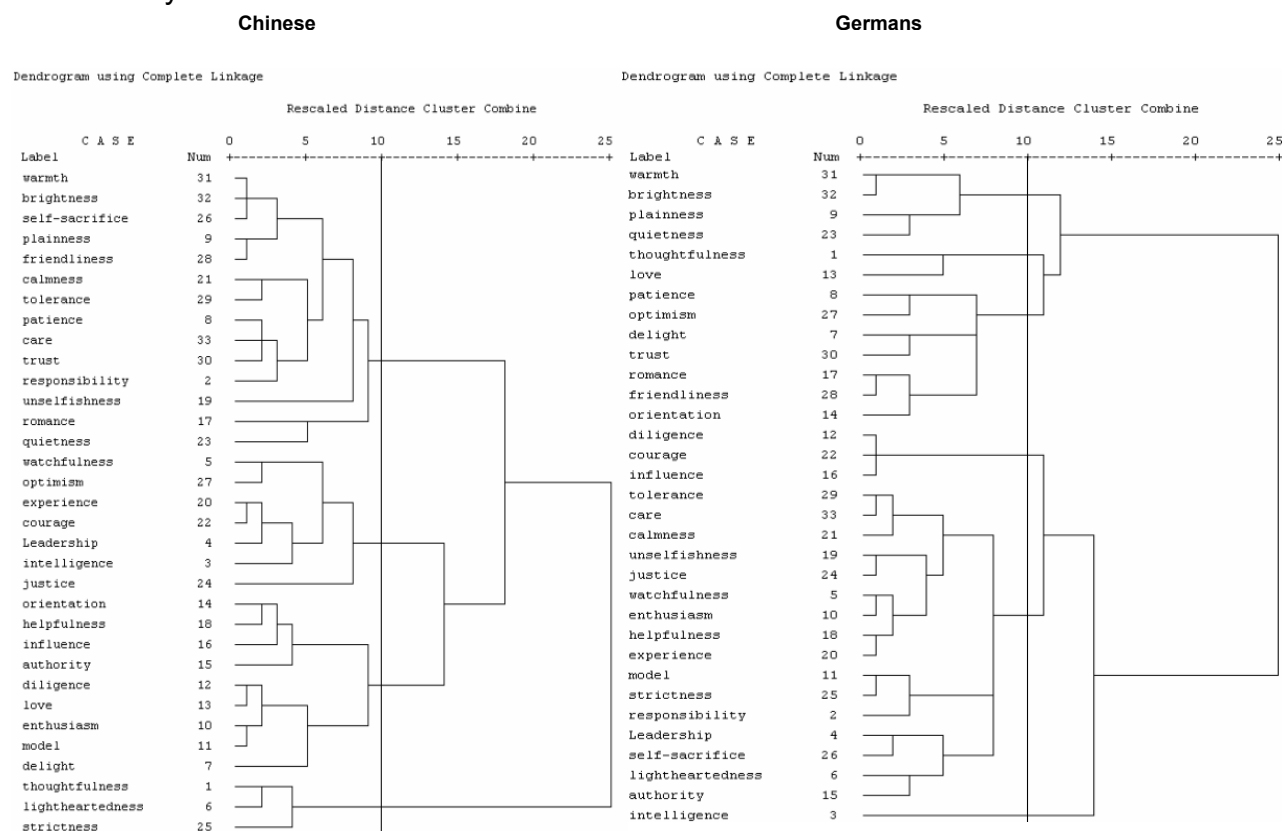 Chinese
Germans
Dendrogram using Complete Linkage
Rescaled Distance Cluster Combine
C A S E 0 5 10 15 20 25
Label Num
warmth 31
brightness 32
self-sacrifice 26
plainness 9
friendliness 28
calmness 21
tolerance 29
patience 8
care 33
trust 30
responsibility 2
unselfishness 19
romance 17
quietness 23
watchfulness 5
optimism 27
experience 20
courage 22
Leadership 4
intelligence 3
justice 24
orientation 14
helpfulness 18
influence 16
authority 15
diligence 12
love 13
enthusiasm 10
model 11
delight 7
thoughtfulness 1
lightheartedness 6
strictness 25
Dendrogram using Complete Linkage
Rescaled Distance Cluster Combine
C A S E 0 5 10 15 20 25
Label Num
warmth 31
brightness 32
plainness 9
quietness 23
thoughtfulness 1
love 13
patience 8
optimism 27
delight 7
trust 30
romance 17
friendliness 28
orientation 14
diligence 12
courage 22
influence 16
tolerance 29
care 33
calmness 21
unselfishness 19
justice 24
watchfulness 5
enthusiasm 10
helpfulness 18
experience 20
model 11
strictness 25
responsibility 2
Leadership 4
self-sacrifice 26
lightheartedness 6
authority 15
intelligence 3